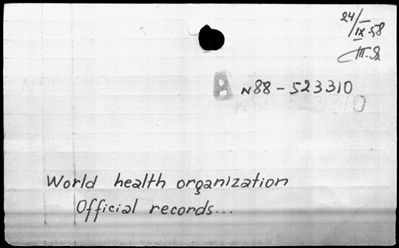 24/IX-58
B N88-523310
World health organization
Official records...